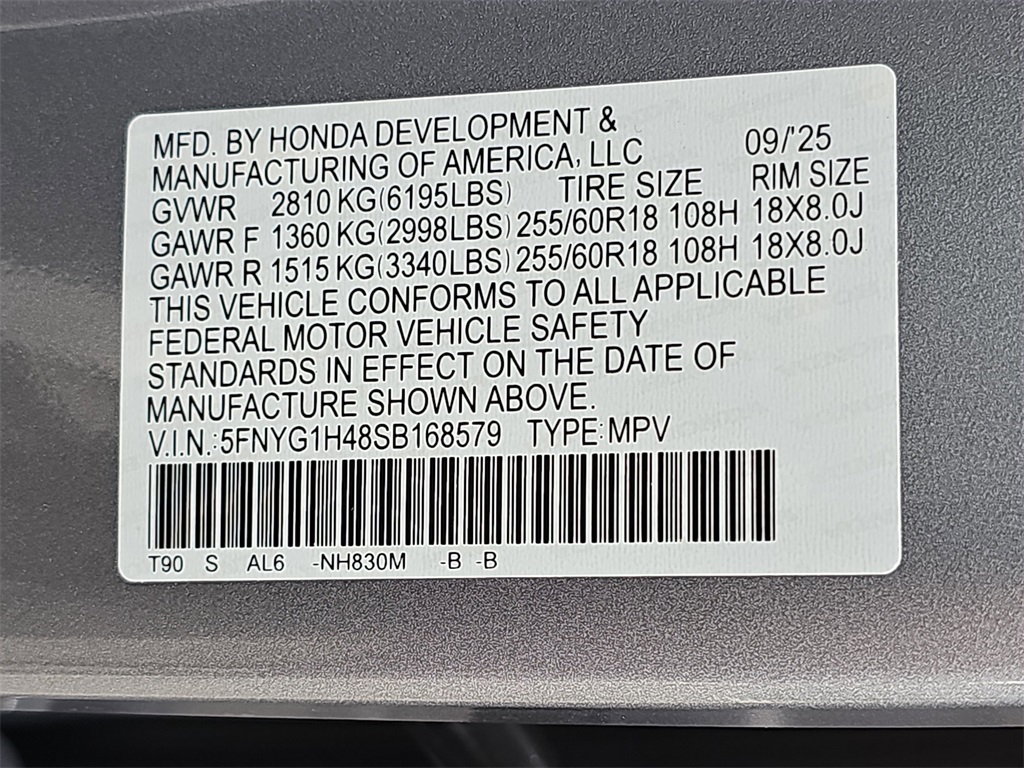 MFD. BY HONDA DEVELOPMENT &
MANUFACTURING OF AMERICA, LLC 09/'25
GVWR 2810 KG(6195LBS) TIRE SIZE RIM SIZE
GAWR F 1360 KG(2998LBS) 255/60R18 108H 18X8.0J
GAWR R 1515 KG(3340LBS) 255/60R18 108H 18X8.0J
THIS VEHICLE CONFORMS TO ALL APPLICABLE
FEDERAL MOTOR VEHICLE SAFETY
STANDARDS IN EFFECT ON THE DATE OF
MANUFACTURE SHOWN ABOVE.
V.I.N.:5FNYG1H48SB168579 TYPE:MPV
T90 S AL6 -NH830M -B -B